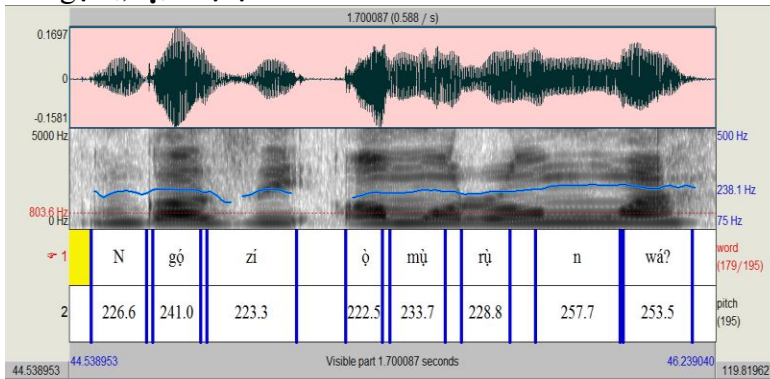 1.700087 (0.588 / s)
0.1697
0
-0.1581
5000 Hz 500 Hz
238.1 Hz
803.6 Hz
0 Hz 75 Hz
☞ 1 N gọ́ zí ọ̀ mụ̀ rụ̀ n wá? word
(179/195)
2 226.6 241.0 223.3 222.5 233.7 228.8 257.7 253.5 pitch
(195)
44.538953 Visible part 1.700087 seconds 46.239040
44.538953 119.81962